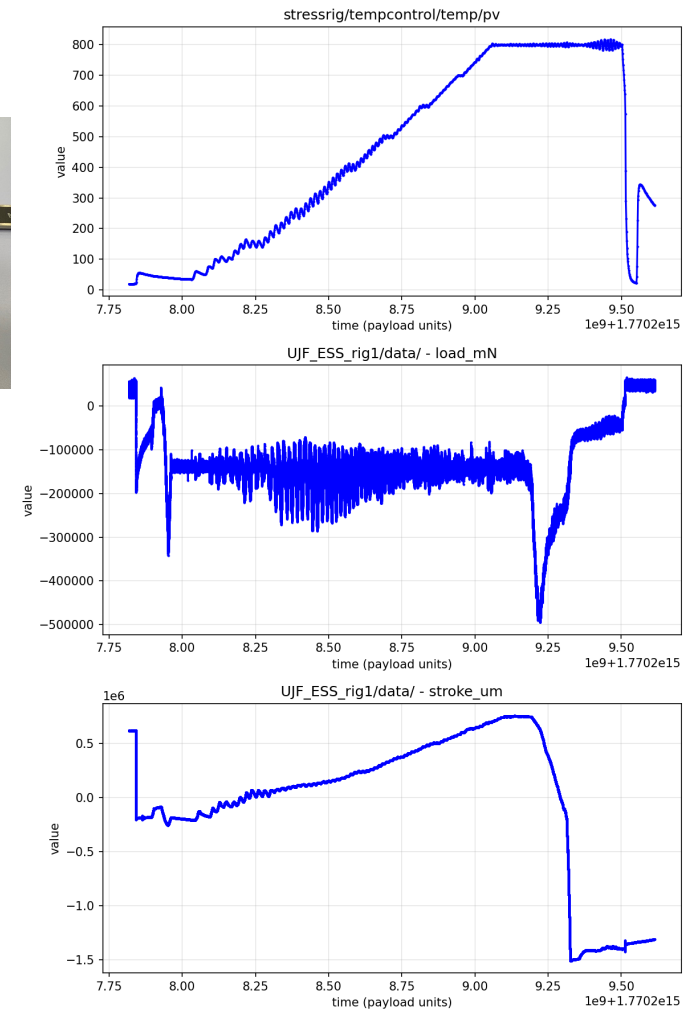 stressrig/tempcontrol/temp/pv
800
700
600
500
400
300
200
100
0
value
7.75 8.00 8.25 8.50 8.75 9.00 9.25 9.50
time (payload units)
1e9+1.7702e15
UJF_ESS_rig1/data/ - load_mN
0
−100000
−200000
−300000
−400000
−500000
value
7.75 8.00 8.25 8.50 8.75 9.00 9.25 9.50
time (payload units)
1e9+1.7702e15
UJF_ESS_rig1/data/ - stroke_um
1e6
0.5
0.0
−0.5
−1.0
−1.5
value
7.75 8.00 8.25 8.50 8.75 9.00 9.25 9.50
time (payload units)
1e9+1.7702e15